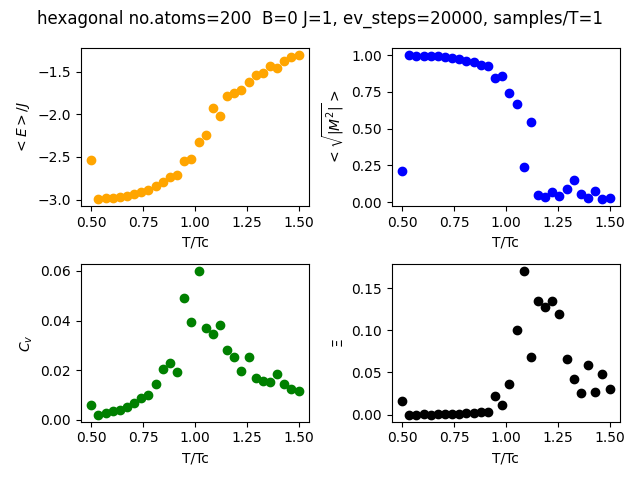 hexagonal no.atoms=200 B=0 J=1, ev_steps=20000, samples/T=1
< E > /J
−1.5
−2.0
−2.5
−3.0
0.50 0.75 1.00 1.25 1.50
T/Tc
< √|M²| >
1.00
0.75
0.50
0.25
0.00
0.50 0.75 1.00 1.25 1.50
T/Tc
Cᵥ
0.06
0.04
0.02
0.00
0.50 0.75 1.00 1.25 1.50
T/Tc
Ξ
0.15
0.10
0.05
0.00
0.50 0.75 1.00 1.25 1.50
T/Tc